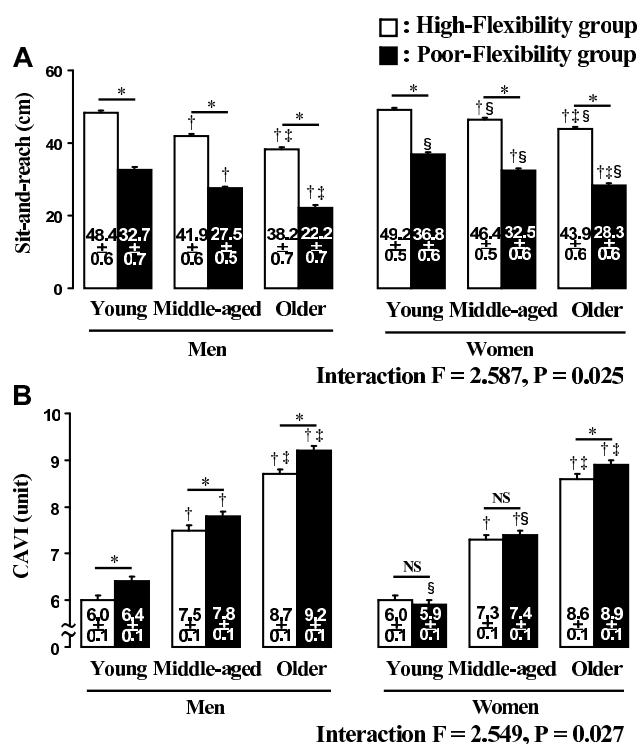 : High-Flexibility group
: Poor-Flexibility group
A
Sit-and-reach (cm)
60
40
20
0
* * * * * *
† †‡ †§ †‡§
† †‡ § †§ †‡§
48.4 32.7 41.9 27.5 38.2 22.2 49.2 36.8 46.4 32.5 43.9 28.3
± ± ± ± ± ± ± ± ± ± ± ±
0.6 0.7 0.6 0.5 0.7 0.7 0.5 0.6 0.5 0.6 0.6 0.6
Young Middle-aged Older Young Middle-aged Older
Men Women
Interaction F = 2.587, P = 0.025
B
CAVI (unit)
10
9
8
7
6
0
* * * NS NS *
† † †‡ †‡ § † †§ †‡ †‡
6.0 6.4 7.5 7.8 8.7 9.2 6.0 5.9 7.3 7.4 8.6 8.9
± ± ± ± ± ± ± ± ± ± ± ±
0.1 0.1 0.1 0.1 0.1 0.1 0.1 0.1 0.1 0.1 0.1 0.1
Young Middle-aged Older Young Middle-aged Older
Men Women
Interaction F = 2.549, P = 0.027